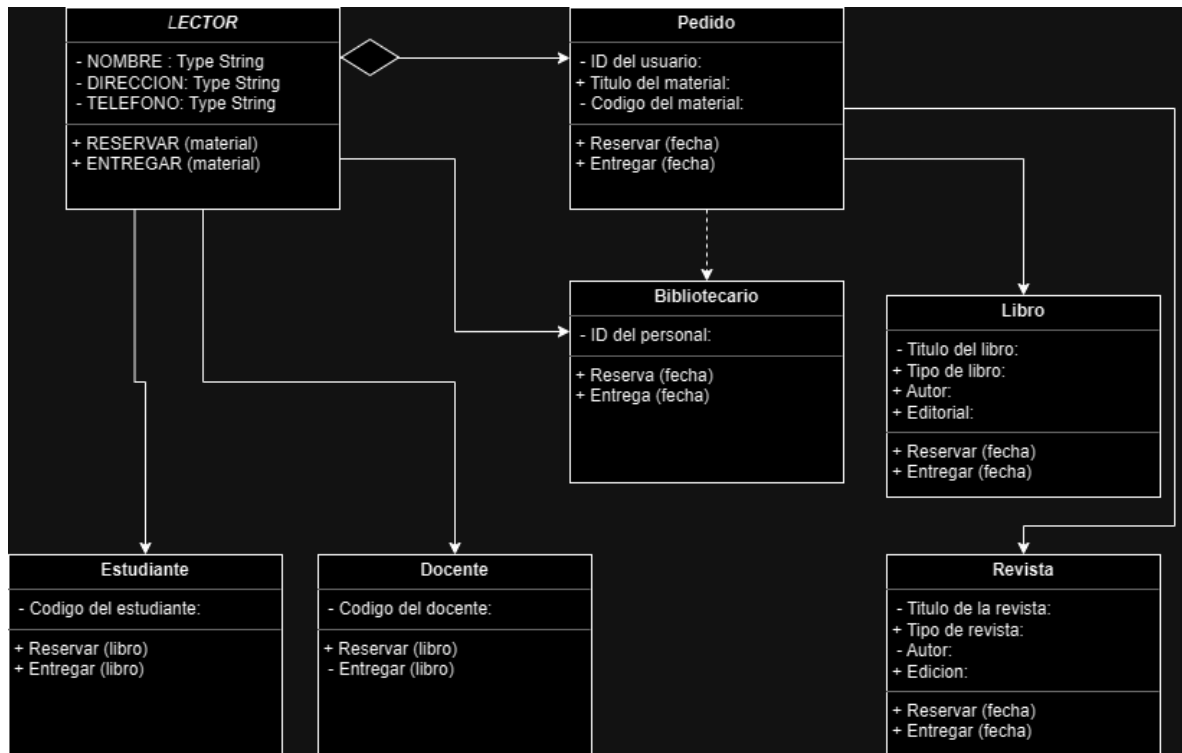 LECTOR
- NOMBRE : Type String
- DIRECCION: Type String
- TELEFONO: Type String
+ RESERVAR (material)
+ ENTREGAR (material)
Pedido
- ID del usuario:
+ Titulo del material:
- Codigo del material:
+ Reservar (fecha)
+ Entregar (fecha)
Bibliotecario
- ID del personal:
+ Reserva (fecha)
+ Entrega (fecha)
Libro
- Titulo del libro:
+ Tipo de libro:
+ Autor:
+ Editorial:
+ Reservar (fecha)
+ Entregar (fecha)
Estudiante
- Codigo del estudiante:
+ Reservar (libro)
+ Entregar (libro)
Docente
- Codigo del docente:
+ Reservar (libro)
- Entregar (libro)
Revista
- Titulo de la revista:
+ Tipo de revista:
- Autor:
+ Edicion:
+ Reservar (fecha)
+ Entregar (fecha)